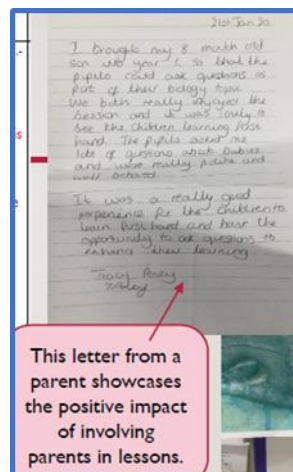 21st Jan 20
I brought my 8 month old
son into year 1 so that the
pupils could ask questions as
part of their biology topic.
We both really enjoyed the
session and it was lovely to
see the children learning first
hand. The pupils asked me
lots of questions about babies
and were really polite and
well behaved.
It was a really good
experience for the children to
learn first hand and have the
opportunity to ask questions to
enhance their learning
Tracy
This letter from a
parent showcases
the positive impact
of involving
parents in lessons.
s
e